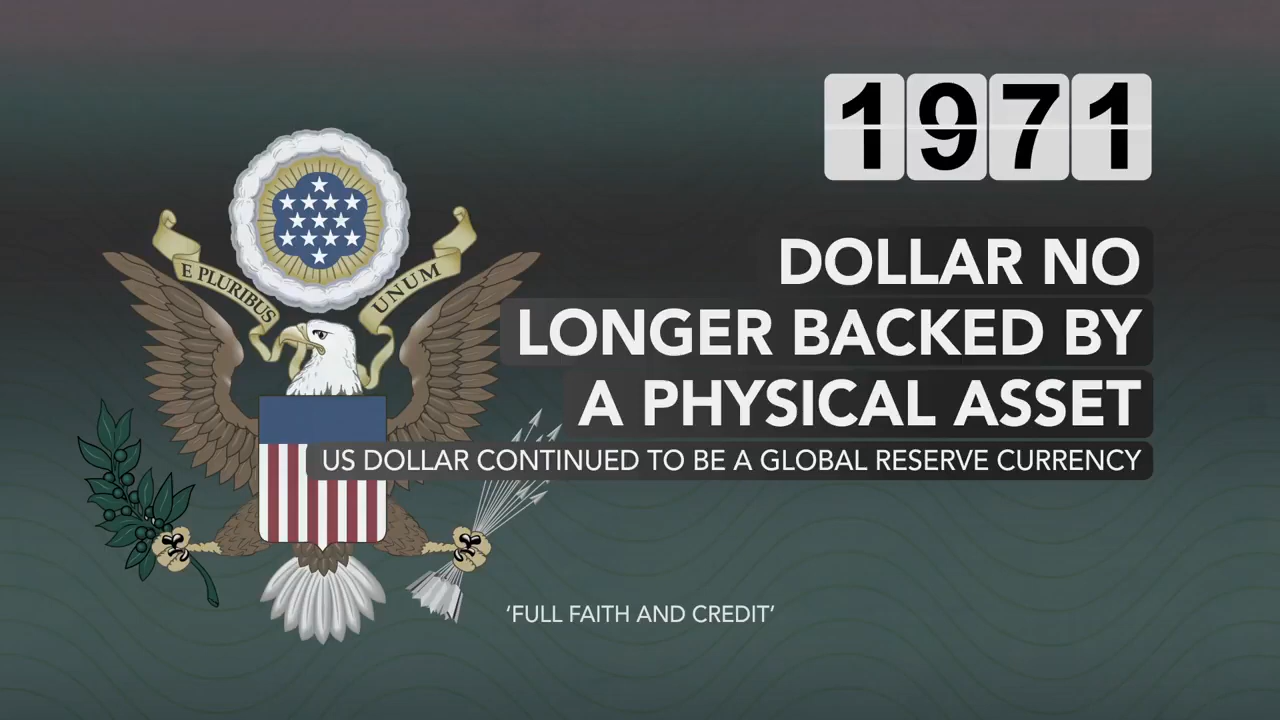 1971
DOLLAR NO
LONGER BACKED BY
A PHYSICAL ASSET
US DOLLAR CONTINUED TO BE A GLOBAL RESERVE CURRENCY
E PLURIBUS UNUM
'FULL FAITH AND CREDIT'